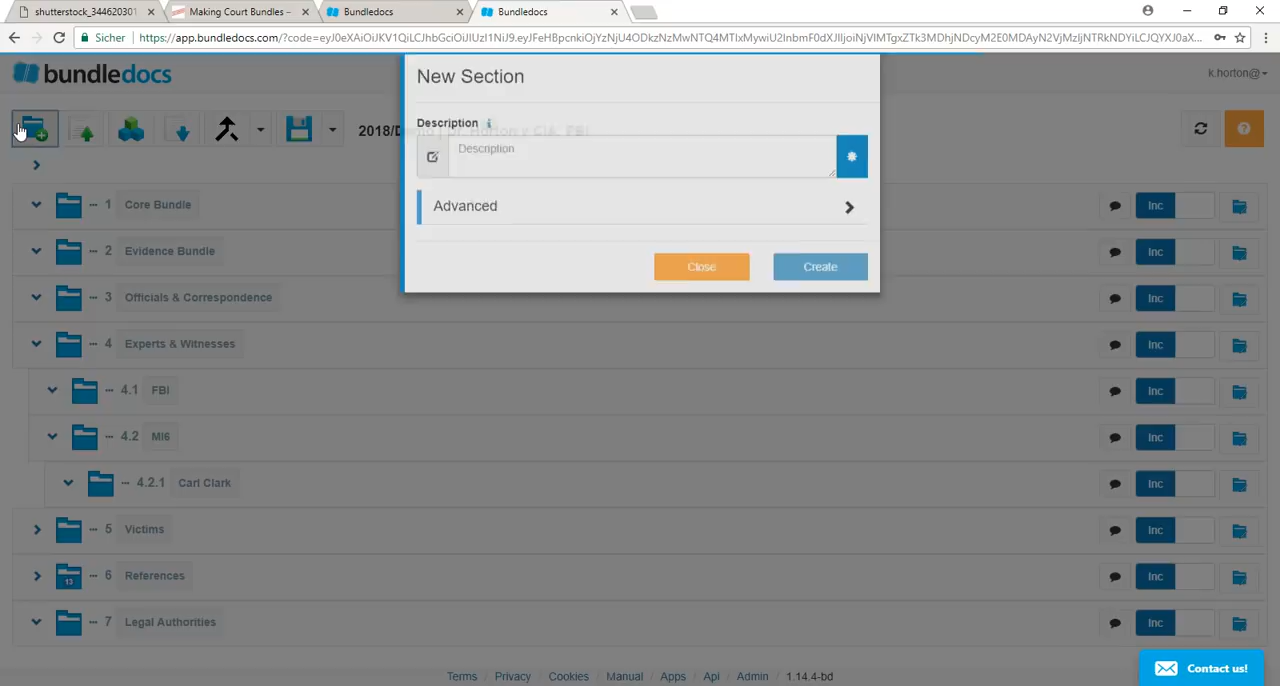 shutterstock_344620301
Making Court Bundles –
Bundledocs
Bundledocs
Sicher
https://app.bundledocs.com/?code=eyJ0eXAiOiJKV1QiLCJhbGciOiJIUzI1NiJ9.eyJFeHBpcnkiOjYzNjU4ODkzNzMwNTQ4MTIxMywiU2lnbmF0dXJlIjoiNjVlMTgxZTk3MDhjNDcyM2E0MDAyN2VjMzIjNTRkNDYiLCJQYXJ0aXJ0...
bundledocs
k.horton@
New Section
2018/D
Description
Description
Advanced
Close
Create
1 Core Bundle
Inc
2 Evidence Bundle
Inc
3 Officials & Correspondence
Inc
4 Experts & Witnesses
Inc
4.1 FBI
Inc
4.2 MI6
Inc
4.2.1 Carl Clark
Inc
5 Victims
Inc
13
6 References
Inc
7 Legal Authorities
Inc
Terms / Privacy / Cookies / Manual / Apps / Api / Admin / 1.14.4-bd
Contact us!